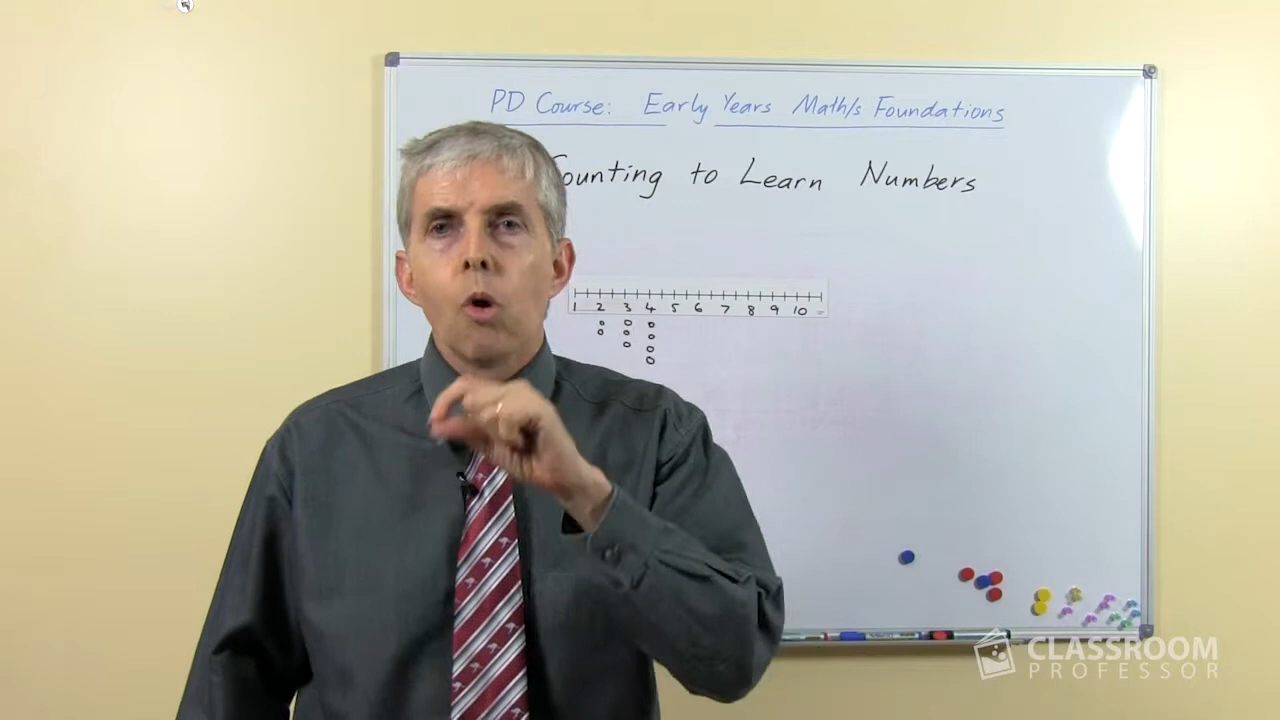 PD Course: Early Years Math/s Foundations
Counting to Learn Numbers
1 2 3 4 5 6 7 8 9 10
CLASSROOM
PROFESSOR